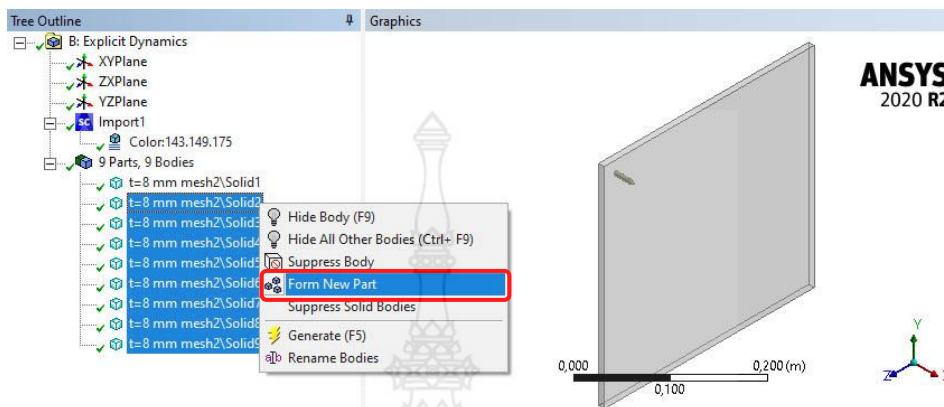 Tree Outline
Graphics
B: Explicit Dynamics
XYPlane
ZXPlane
YZPlane
Import1
Color:143.149.175
9 Parts, 9 Bodies
t=8 mm mesh2\Solid1
t=8 mm mesh2\Solid2
t=8 mm mesh2\Solid3
t=8 mm mesh2\Solid4
t=8 mm mesh2\Solid5
t=8 mm mesh2\Solid6
t=8 mm mesh2\Solid7
t=8 mm mesh2\Solid8
t=8 mm mesh2\Solid9
Hide Body (F9)
Hide All Other Bodies (Ctrl+ F9)
Suppress Body
Form New Part
Suppress Solid Bodies
Generate (F5)
Rename Bodies
ANSYS
2020 R2
0,000
0,200 (m)
0,100
Y
Z